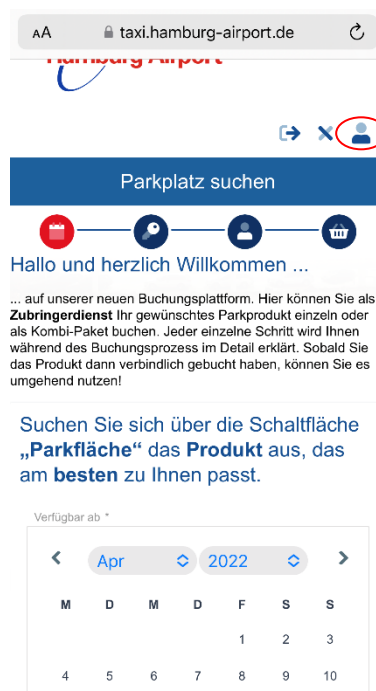 AA taxi.hamburg-airport.de
Hamburg Airport
Parkplatz suchen
Hallo und herzlich Willkommen ...
... auf unserer neuen Buchungsplattform. Hier können Sie als
Zubringerdienst Ihr gewünschtes Parkprodukt einzeln oder
als Kombi-Paket buchen. Jeder einzelne Schritt wird Ihnen
während des Buchungsprozess im Detail erklärt. Sobald Sie
das Produkt dann verbindlich gebucht haben, können Sie es
umgehend nutzen!
Suchen Sie sich über die Schaltfläche
„Parkfläche“ das Produkt aus, das
am besten zu Ihnen passt.
Verfügbar ab *
Apr 2022
M D M D F S S
1 2 3
4 5 6 7 8 9 10